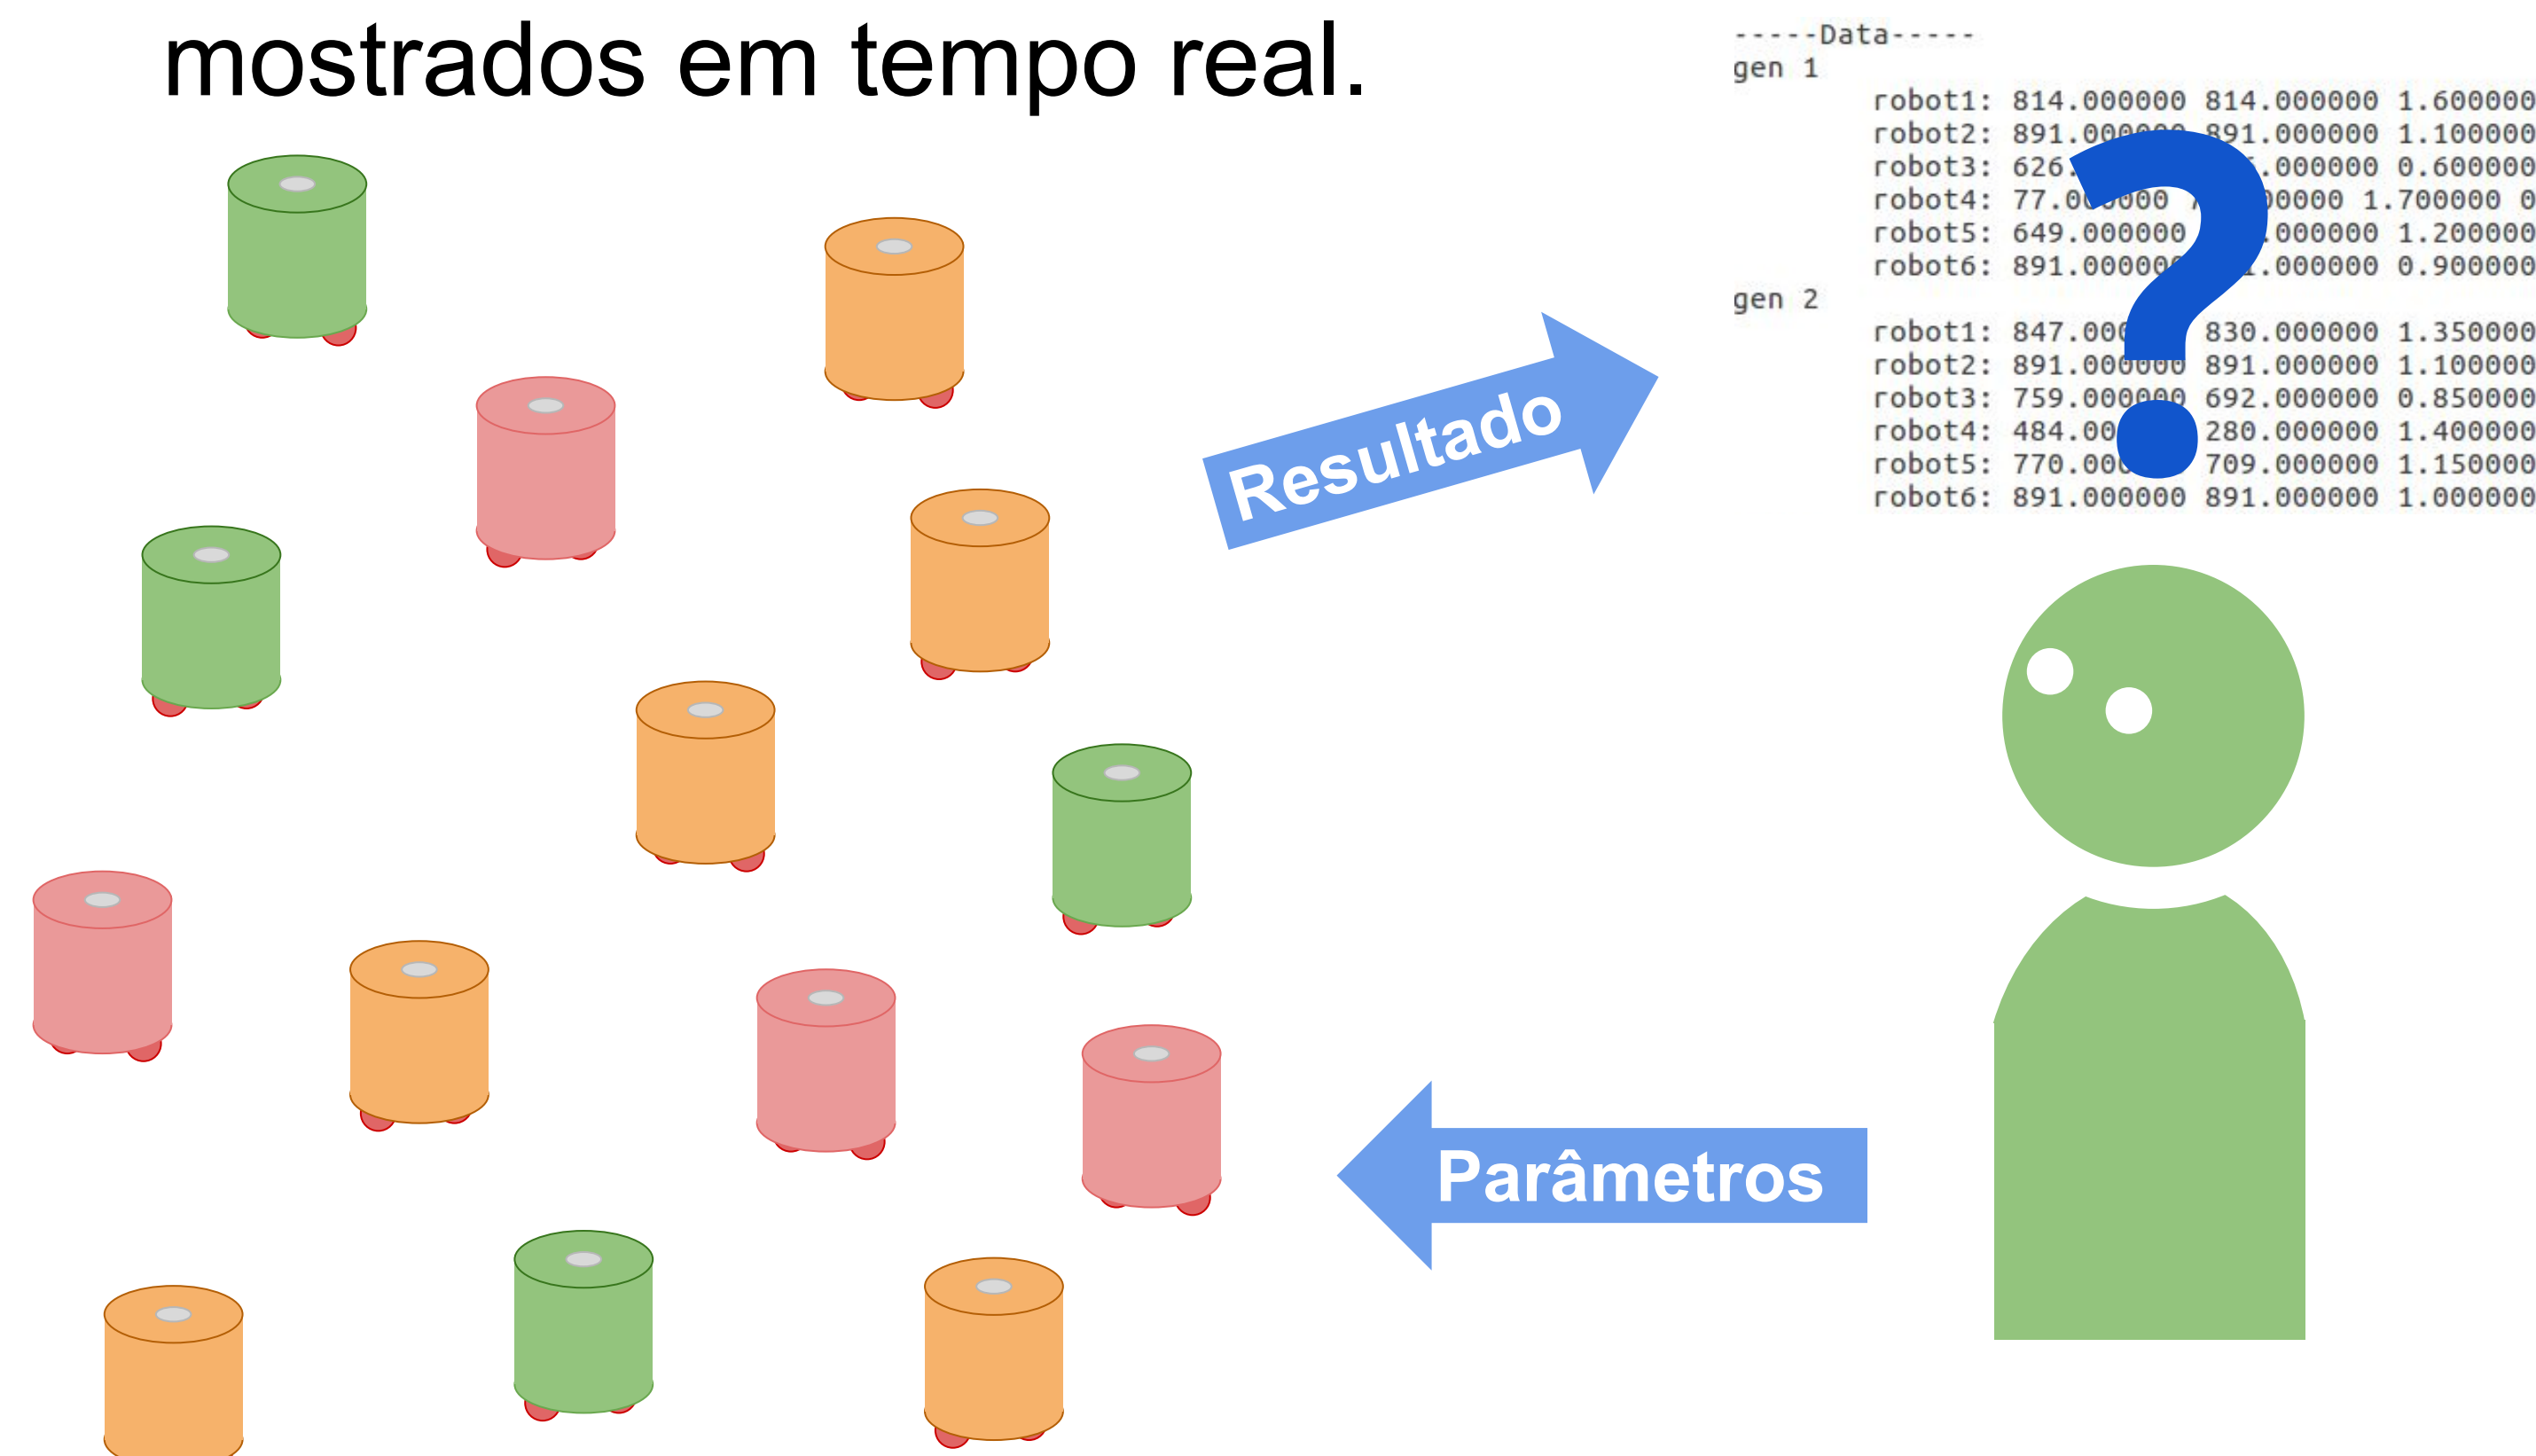 mostrados em tempo real.
-----Data-----
gen 1
robot1: 814.000000 814.000000 1.600000
robot2: 891.000000 891.000000 1.100000
robot3: 626. .000000 0.600000
robot4: 77. 1.700000 0
robot5: 649.000000 .000000 1.200000
robot6: 891.000000 .000000 0.900000
gen 2
robot1: 847.000 830.000000 1.350000
robot2: 891.000000 891.000000 1.100000
robot3: 759.000000 692.000000 0.850000
robot4: 484.00 280.000000 1.400000
robot5: 770.000 709.000000 1.150000
robot6: 891.000000 891.000000 1.000000
?
Resultado
Parâmetros